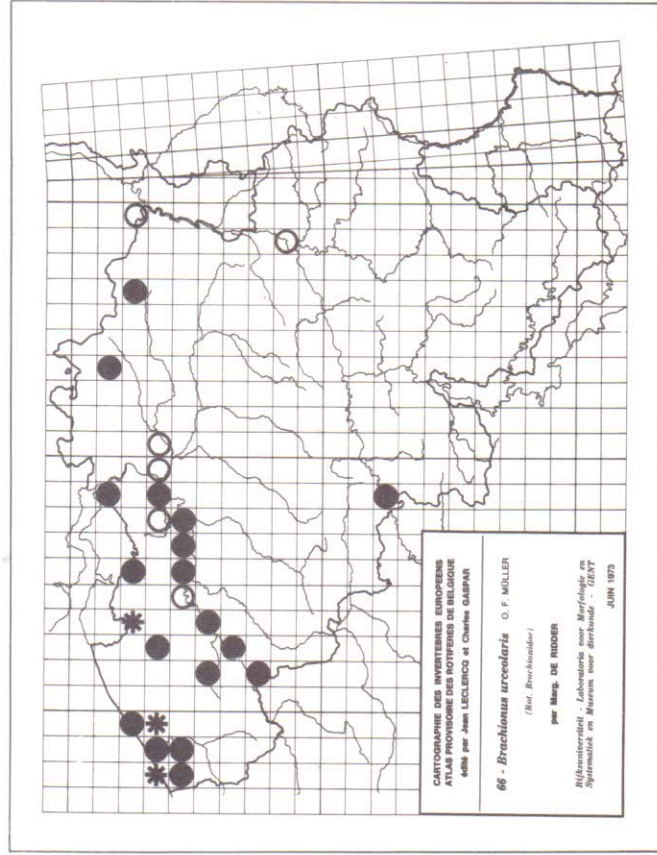 CARTOGRAPHIE DES INVERTEBRES EUROPEENS
ATLAS PROVISOIRE DES ROTIFERES DE BELGIQUE
édité par Jean LECLERCQ et Charles GASPAR
66 - Brachionus urceolaris O. F. MÜLLER
(Rot. Brachionidae)
par Marg. DE RIDDER
Rijksuniversiteit - Laboratoria voor Morfologie en
Systematiek en Museum voor dierkunde - GENT
JUIN 1973